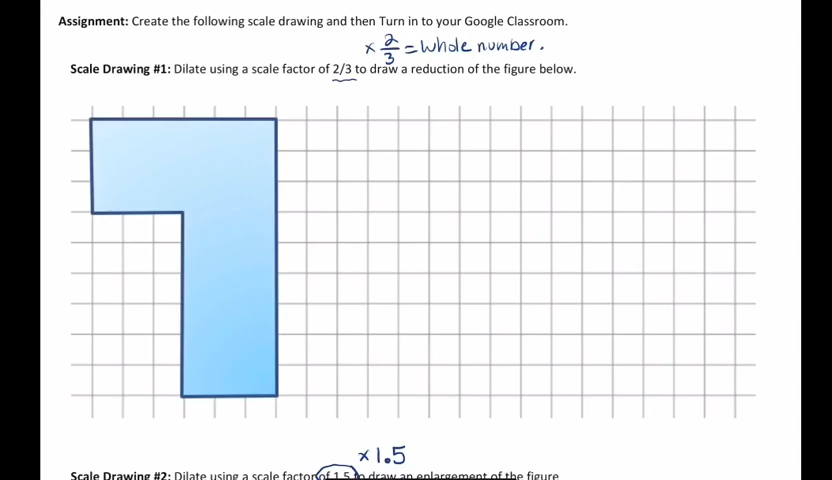 Assignment: Create the following scale drawing and then Turn in to your Google Classroom.
× 2/3 = Whole number.
Scale Drawing #1: Dilate using a scale factor of 2/3 to draw a reduction of the figure below.
×1.5
Scale Drawing #2: Dilate using a scale factor of 1.5 to draw an enlargement of the figure